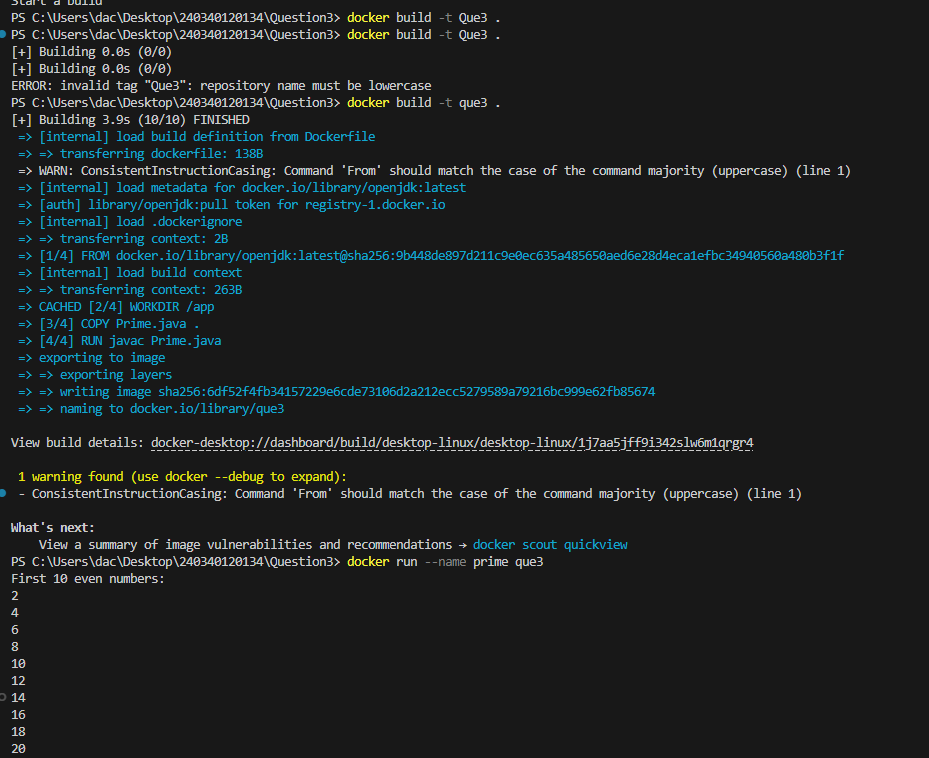 Start a build
PS C:\Users\dac\Desktop\240340120134\Question3> docker build -t Que3 .
PS C:\Users\dac\Desktop\240340120134\Question3> docker build -t Que3 .
[+] Building 0.0s (0/0)
[+] Building 0.0s (0/0)
ERROR: invalid tag "Que3": repository name must be lowercase
PS C:\Users\dac\Desktop\240340120134\Question3> docker build -t que3 .
[+] Building 3.9s (10/10) FINISHED
=> [internal] load build definition from Dockerfile
=> => transferring dockerfile: 138B
=> WARN: ConsistentInstructionCasing: Command 'From' should match the case of the command majority (uppercase) (line 1)
=> [internal] load metadata for docker.io/library/openjdk:latest
=> [auth] library/openjdk:pull token for registry-1.docker.io
=> [internal] load .dockerignore
=> => transferring context: 2B
=> [1/4] FROM docker.io/library/openjdk:latest@sha256:9b448de897d211c9e0ec635a485650aed6e28d4eca1efbc34940560a480b3f1f
=> [internal] load build context
=> => transferring context: 263B
=> CACHED [2/4] WORKDIR /app
=> [3/4] COPY Prime.java .
=> [4/4] RUN javac Prime.java
=> exporting to image
=> => exporting layers
=> => writing image sha256:6df52f4fb34157229e6cde73106d2a212ecc5279589a79216bc999e62fb85674
=> => naming to docker.io/library/que3
View build details: docker-desktop://dashboard/build/desktop-linux/desktop-linux/1j7aa5jff9i342slw6m1qrgr4
1 warning found (use docker --debug to expand):
- ConsistentInstructionCasing: Command 'From' should match the case of the command majority (uppercase) (line 1)
What's next:
View a summary of image vulnerabilities and recommendations → docker scout quickview
PS C:\Users\dac\Desktop\240340120134\Question3> docker run --name prime que3
First 10 even numbers:
2
4
6
8
10
12
14
16
18
20